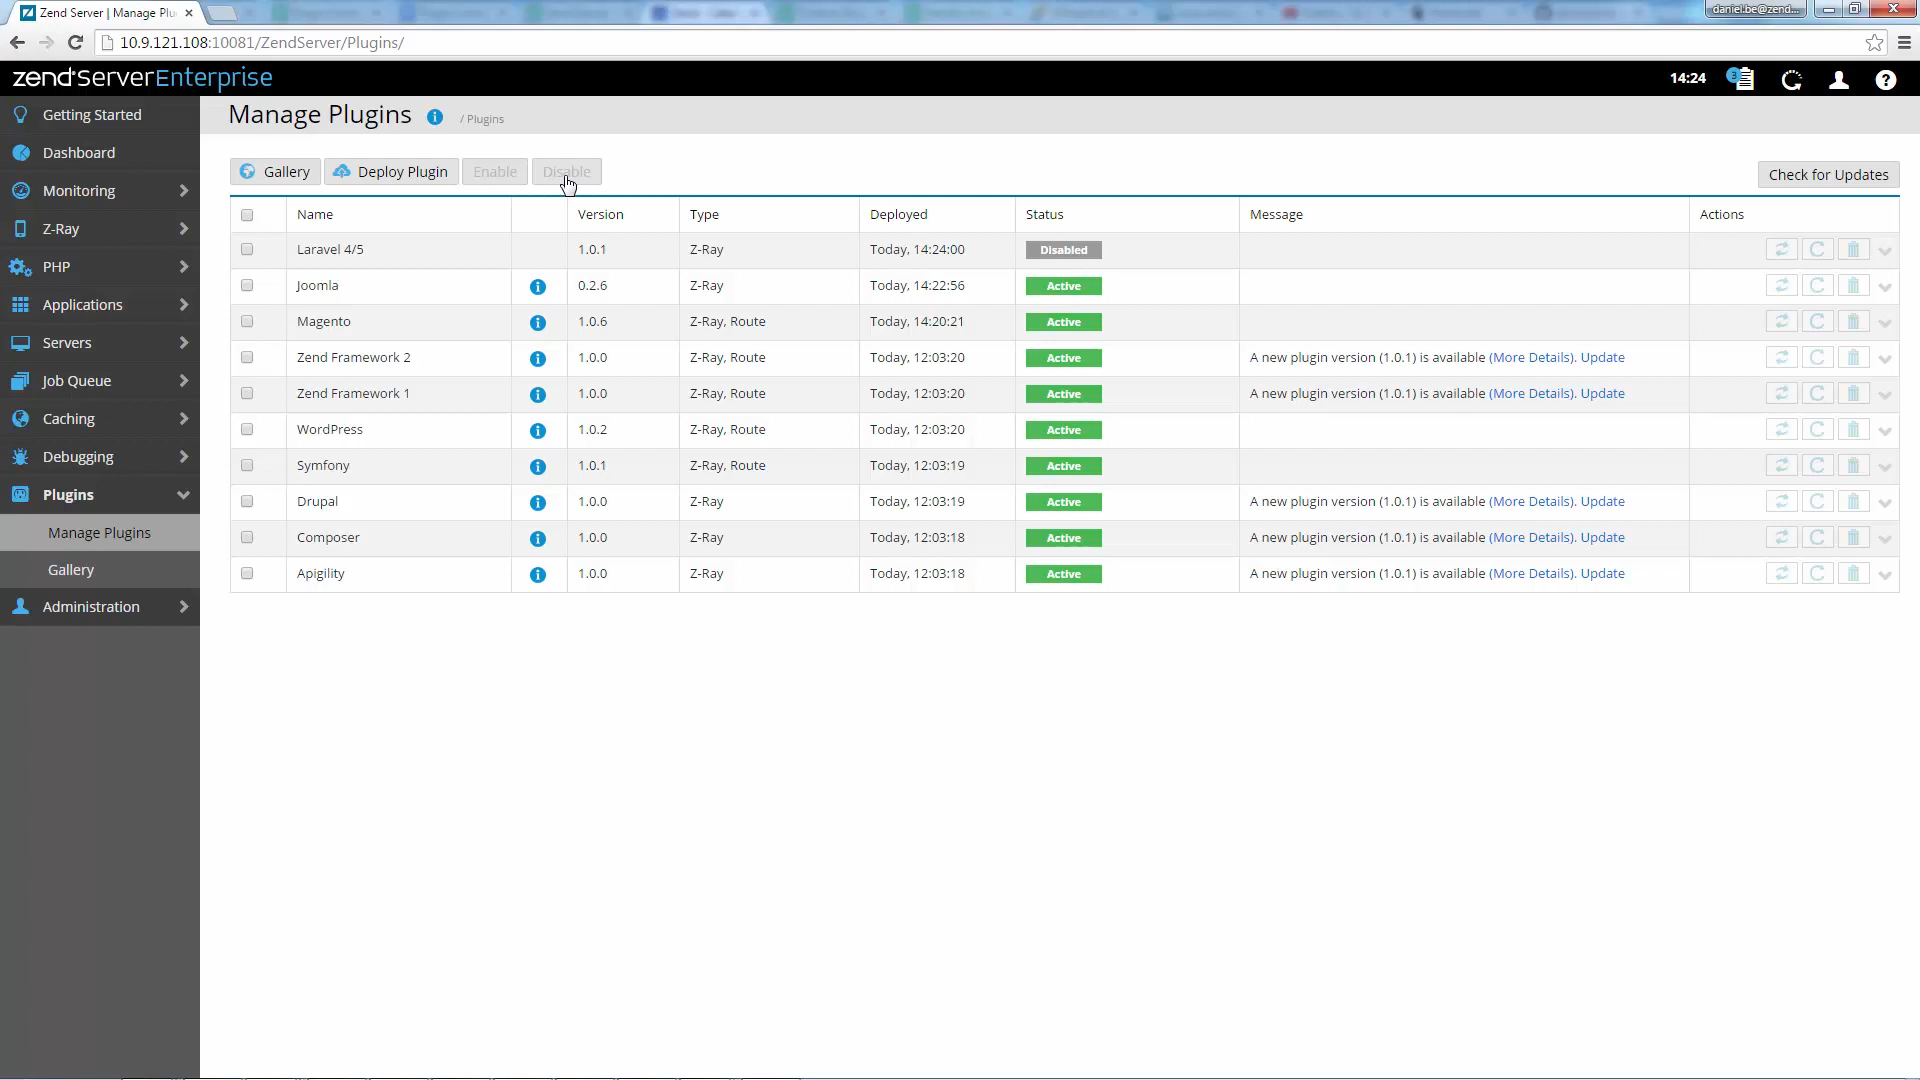 Zend Server | Manage Plu
daniel.be@zend...
10.9.121.108:10081/ZendServer/Plugins/
zend Server Enterprise
14:24
3
Getting Started
Dashboard
Monitoring
Z-Ray
PHP
Applications
Servers
Job Queue
Caching
Debugging
Plugins
Manage Plugins
Gallery
Administration
Manage Plugins / Plugins
Gallery Deploy Plugin Enable Disable Check for Updates
Name Version Type Deployed Status Message Actions
Laravel 4/5 1.0.1 Z-Ray Today, 14:24:00 Disabled
Joomla 0.2.6 Z-Ray Today, 14:22:56 Active
Magento 1.0.6 Z-Ray, Route Today, 14:20:21 Active
Zend Framework 2 1.0.0 Z-Ray, Route Today, 12:03:20 Active A new plugin version (1.0.1) is available (More Details). Update
Zend Framework 1 1.0.0 Z-Ray, Route Today, 12:03:20 Active A new plugin version (1.0.1) is available (More Details). Update
WordPress 1.0.2 Z-Ray, Route Today, 12:03:20 Active
Symfony 1.0.1 Z-Ray, Route Today, 12:03:19 Active
Drupal 1.0.0 Z-Ray Today, 12:03:19 Active A new plugin version (1.0.1) is available (More Details). Update
Composer 1.0.0 Z-Ray Today, 12:03:18 Active A new plugin version (1.0.1) is available (More Details). Update
Apigility 1.0.0 Z-Ray Today, 12:03:18 Active A new plugin version (1.0.1) is available (More Details). Update